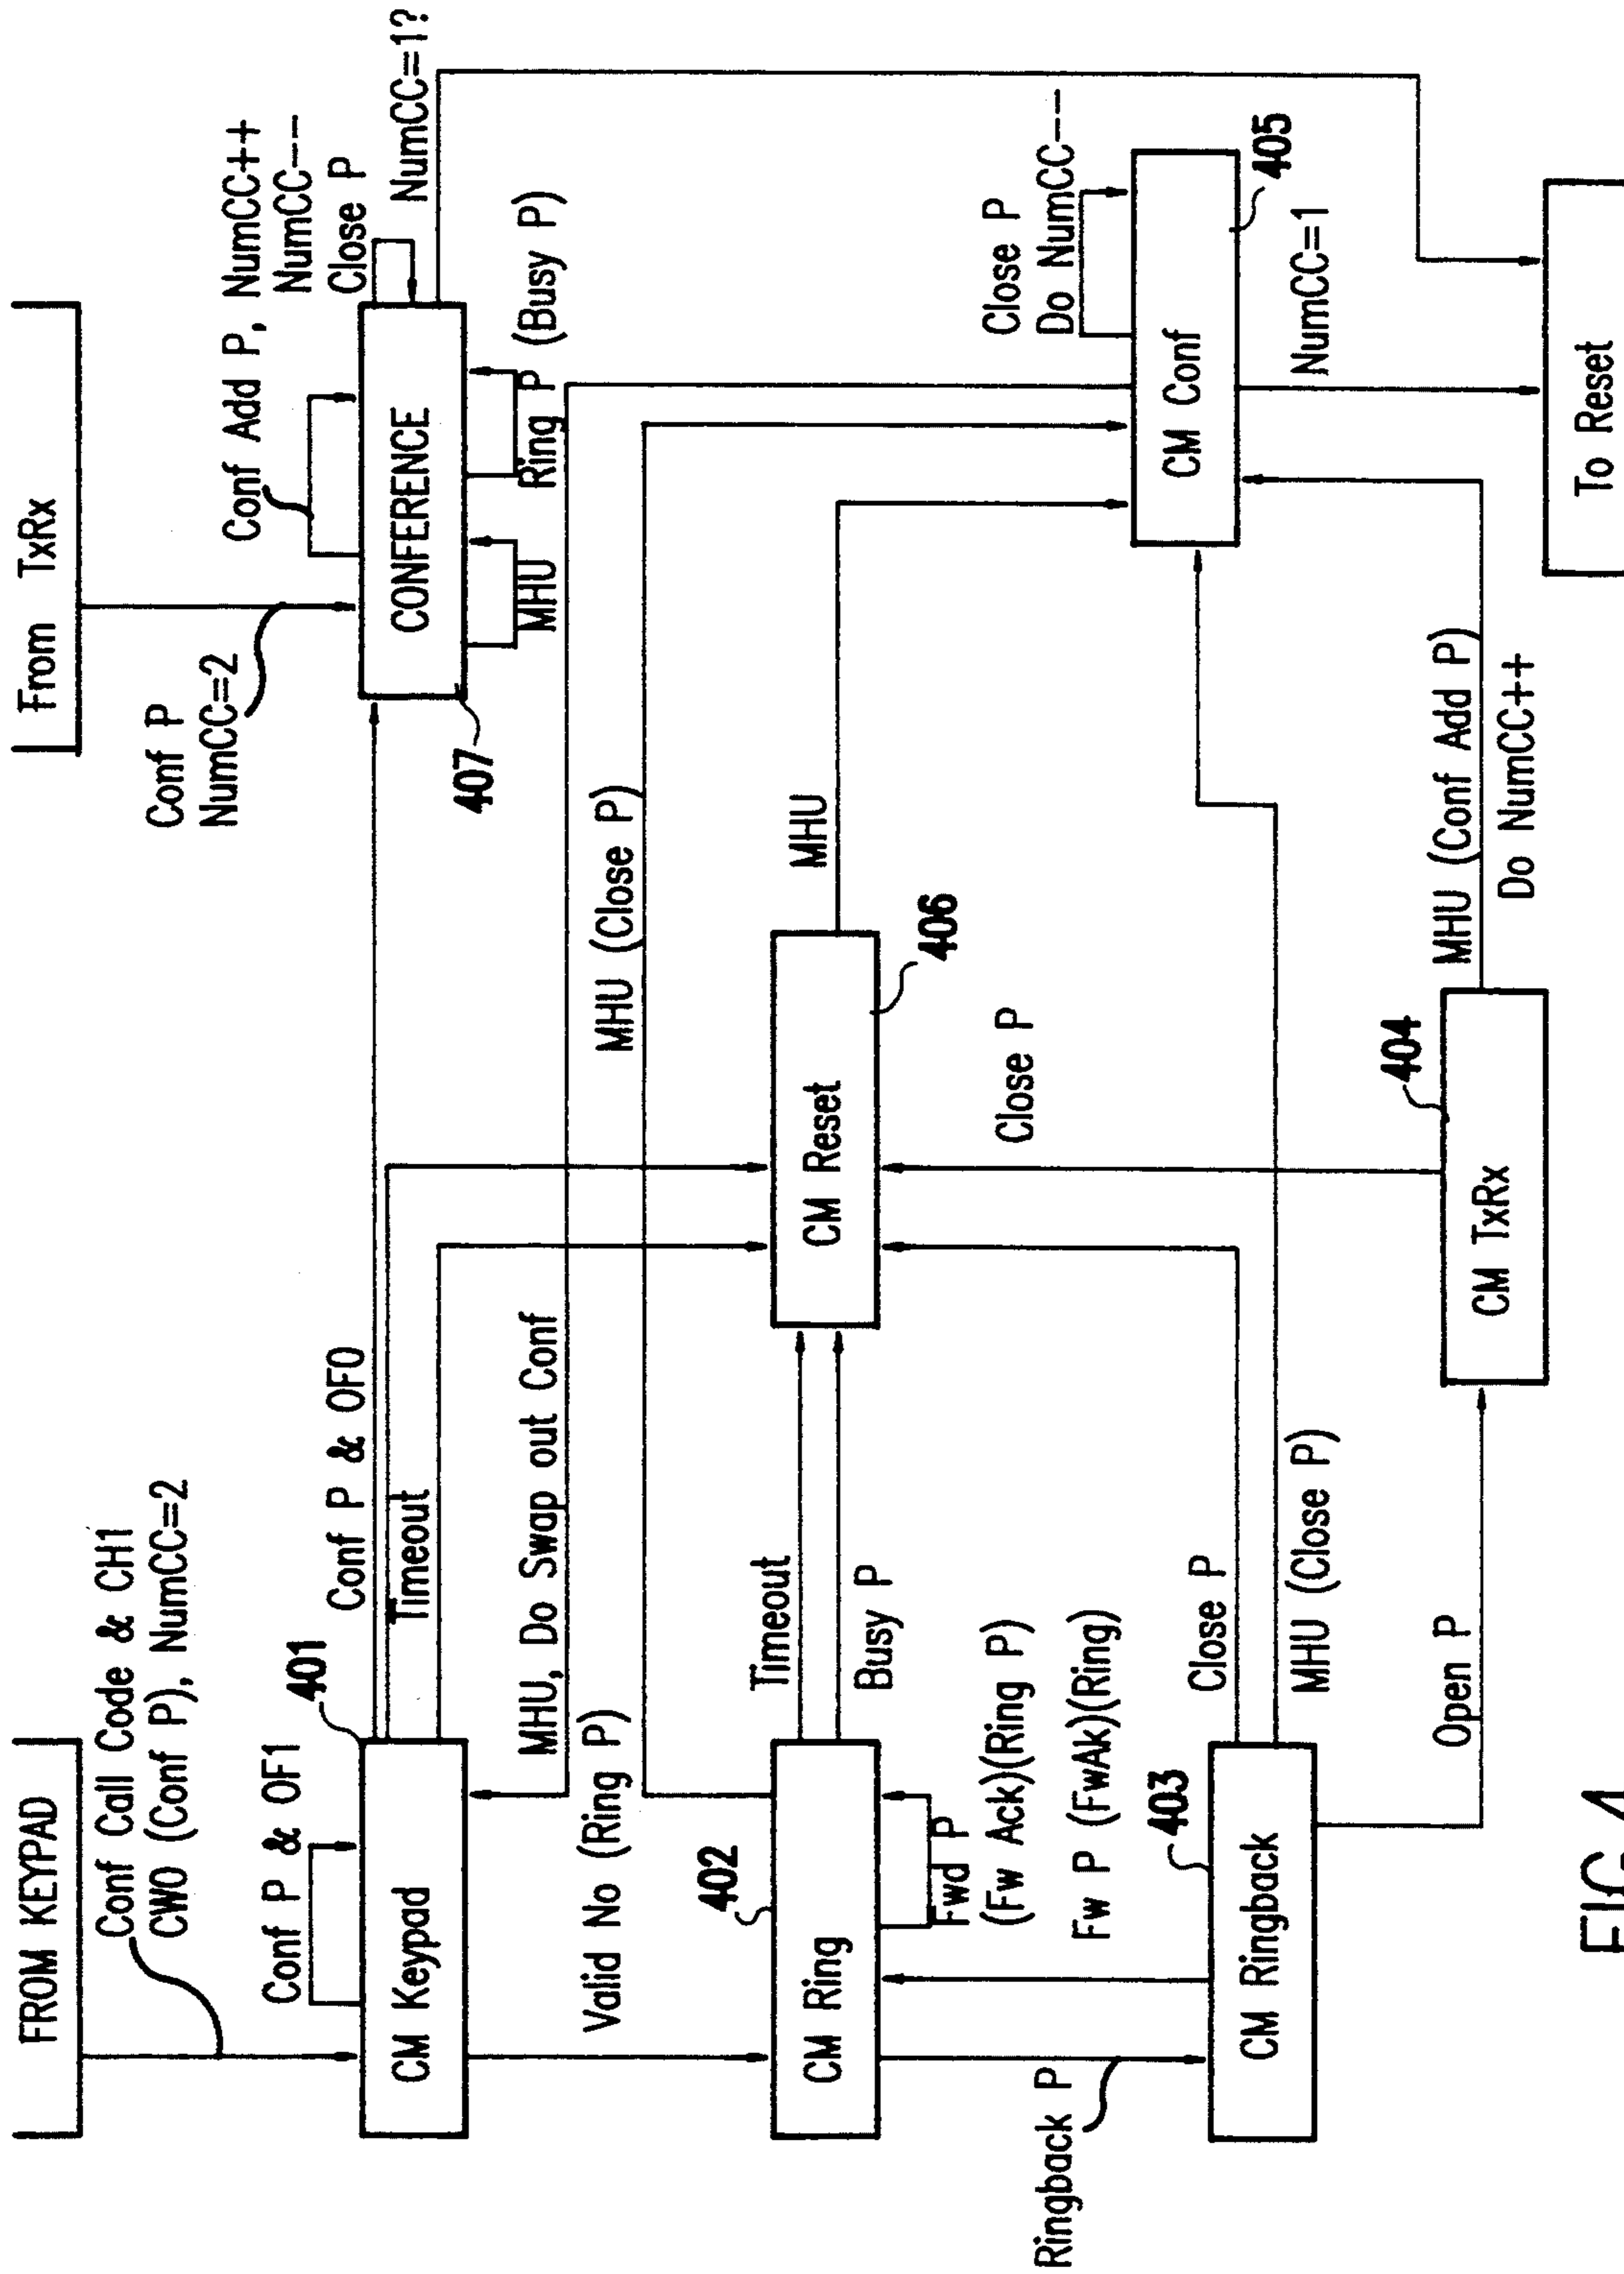 FROM KEYPAD
Conf Call Code & CH1
CWO (Conf P), NumCC=2
From TxRx
Conf P
NumCC=2
Conf Add P, NumCC++
NumCC--
Close P
NumCC=1?
Conf P & OF1
401
CM Keypad
Conf P & OFO
Timeout
CONFERENCE
407
MHU
Ring P
(Busy P)
MHU, Do Swap out Conf
MHU (Close P)
Valid No (Ring P)
402
CM Ring
Timeout
Busy P
Fwd P
(Fw Ack)(Ring P)
CM Reset
406
MHU
Close P
Do NumCC--
CM Conf
405
NumCC=1
Ringback P
Fw P (FwAk)(Ring)
403
CM Ringback
Close P
MHU (Close P)
Close P
Open P
404
CM TxRx
MHU (Conf Add P)
Do NumCC++
To Reset
FIG. 4